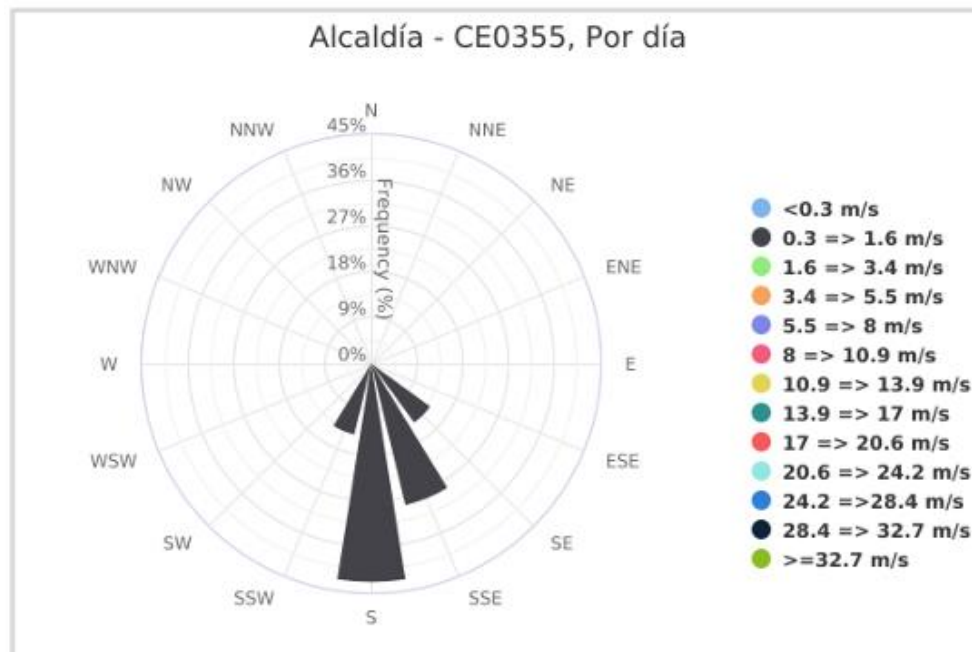 Alcaldía - CE0355, Por día
N
NNE
NE
ENE
E
ESE
SE
SSE
S
SSW
SW
WSW
W
WNW
NW
NNW
45%
36%
27%
18%
9%
0%
Frequency (%)
<0.3 m/s
0.3 => 1.6 m/s
1.6 => 3.4 m/s
3.4 => 5.5 m/s
5.5 => 8 m/s
8 => 10.9 m/s
10.9 => 13.9 m/s
13.9 => 17 m/s
17 => 20.6 m/s
20.6 => 24.2 m/s
24.2 =>28.4 m/s
28.4 => 32.7 m/s
>=32.7 m/s